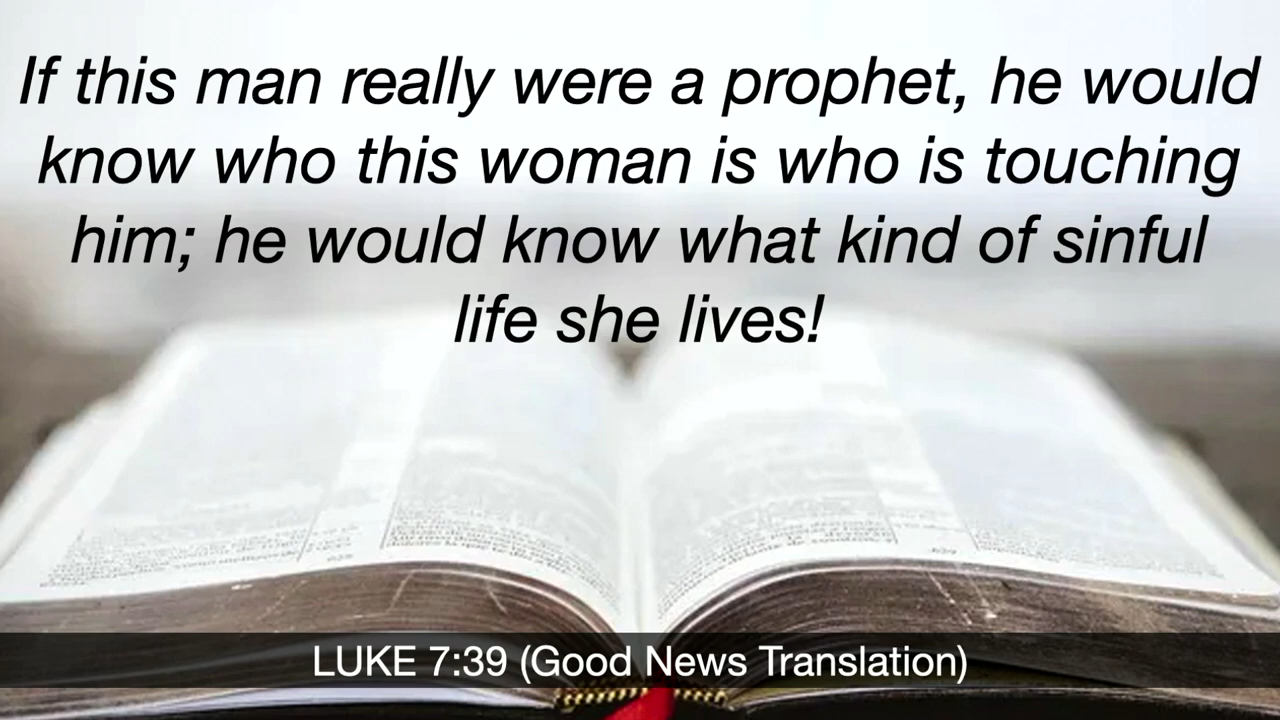 If this man really were a prophet, he would
know who this woman is who is touching
him; he would know what kind of sinful
life she lives!
LUKE 7:39 (Good News Translation)